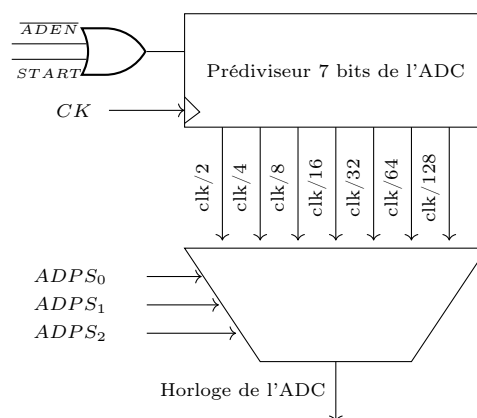 ADEN
START
Prédiviseur 7 bits de l'ADC
CK
clk/2
clk/4
clk/8
clk/16
clk/32
clk/64
clk/128
ADPS₀
ADPS₁
ADPS₂
Horloge de l'ADC